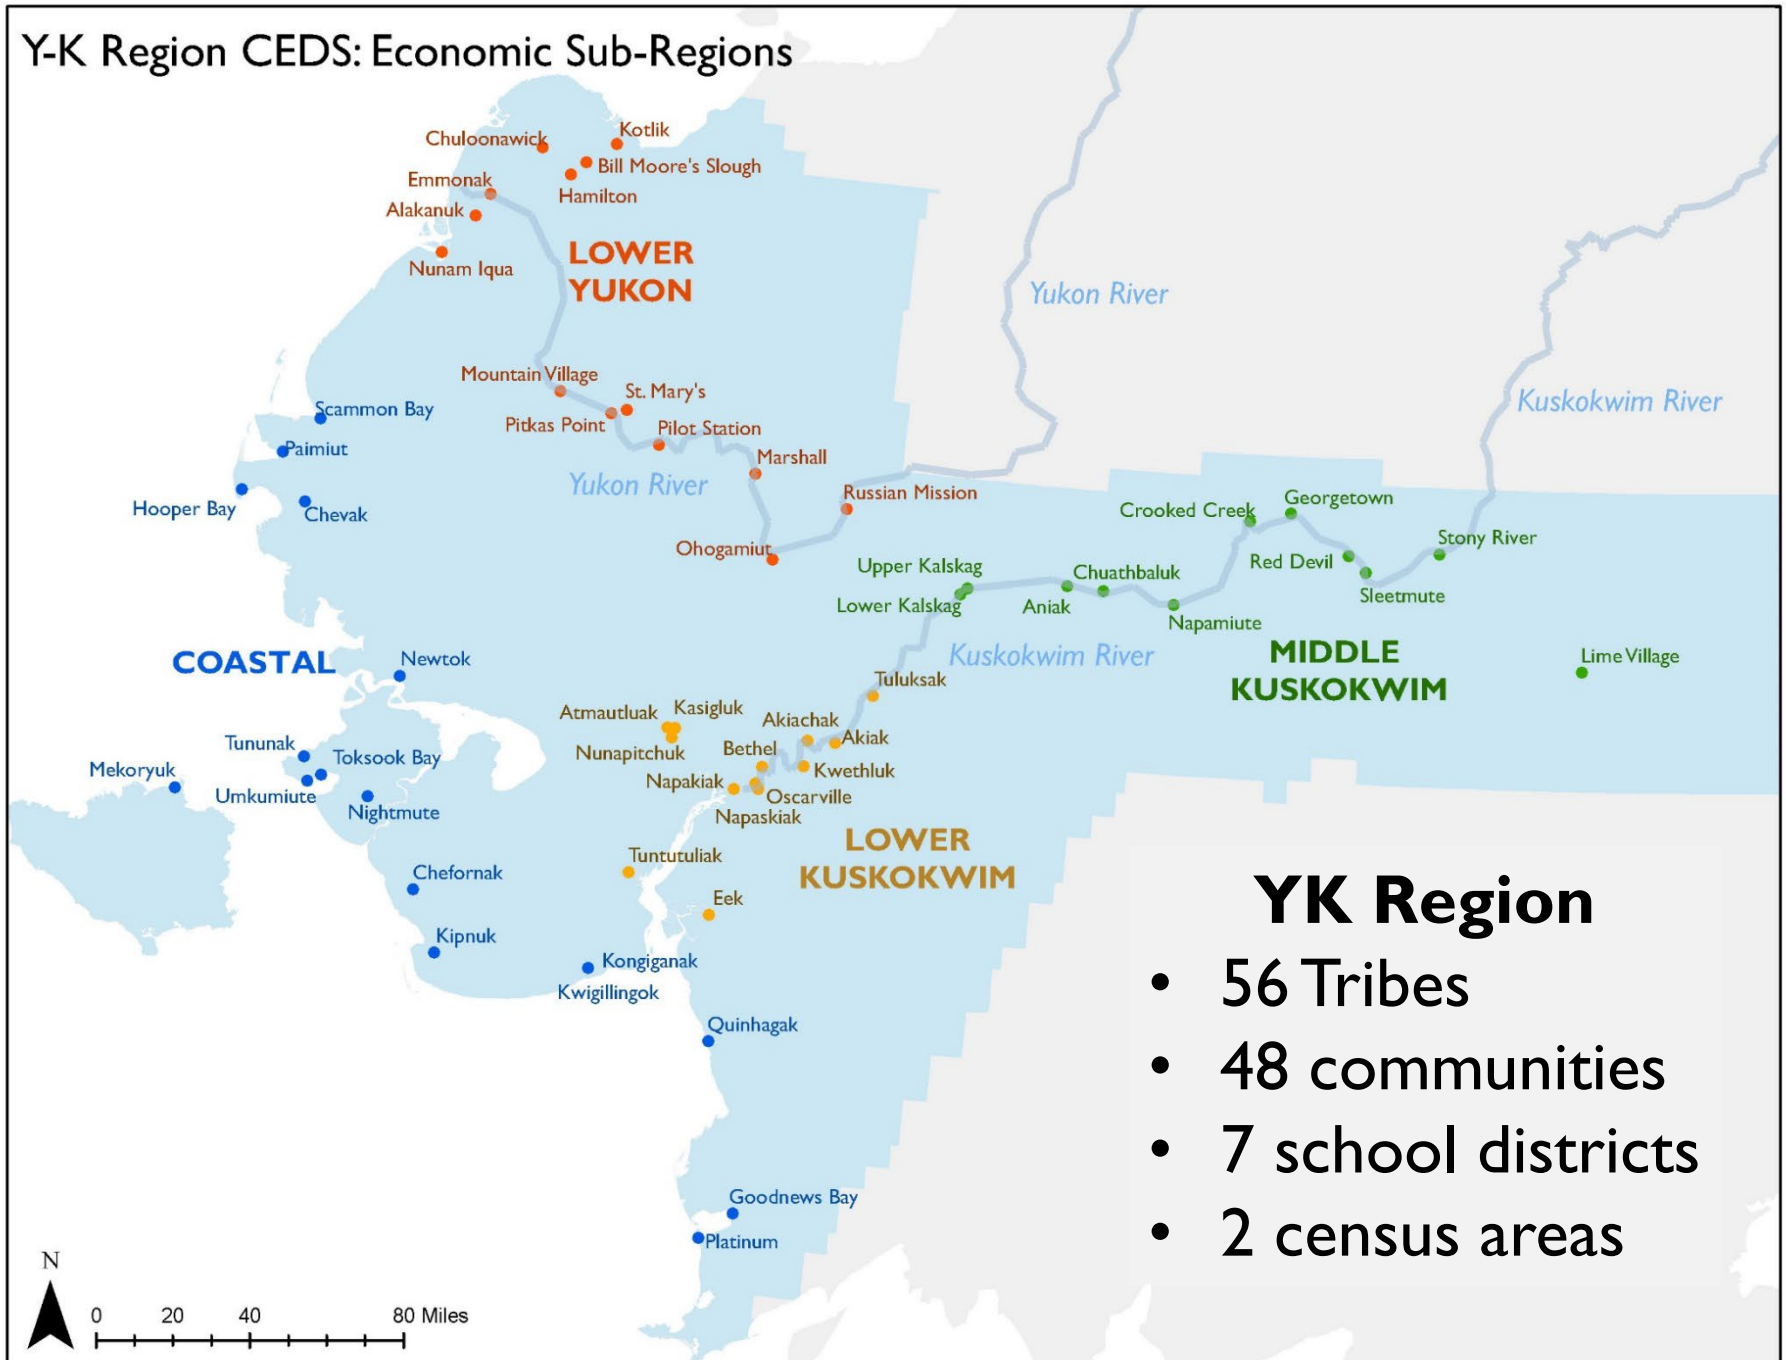 Y-K Region CEDS: Economic Sub-Regions
Chuloonawick
Kotlik
Bill Moore's Slough
Emmonak
Hamilton
Alakanuk
LOWER
YUKON
Nunam Iqua
Yukon River
Mountain Village
St. Mary's
Pitkas Point
Pilot Station
Kuskokwim River
Scammon Bay
Paimiut
Marshall
Yukon River
Russian Mission
Hooper Bay
Chevak
Ohogamiut
Crooked Creek
Georgetown
Stony River
Red Devil
Sleetmute
Upper Kalskag
Lower Kalskag
Chuathbaluk
Aniak
Napamiute
Kuskokwim River
MIDDLE
KUSKOKWIM
Lime Village
COASTAL
Newtok
Tuluksak
Atmautluak
Kasigluk
Nunapitchuk
Akiachak
Akiak
Bethel
Kwethluk
Napakiak
Oscarville
Napaskiak
Tununak
Toksook Bay
Mekoryuk
Umkumiute
Nightmute
LOWER
KUSKOKWIM
Tuntutuliak
Chefornak
Eek
Kipnuk
Kongiganak
Kwigillingok
Quinhagak
Goodnews Bay
Platinum
YK Region
• 56 Tribes
• 48 communities
• 7 school districts
• 2 census areas
N
0 20 40 80 Miles